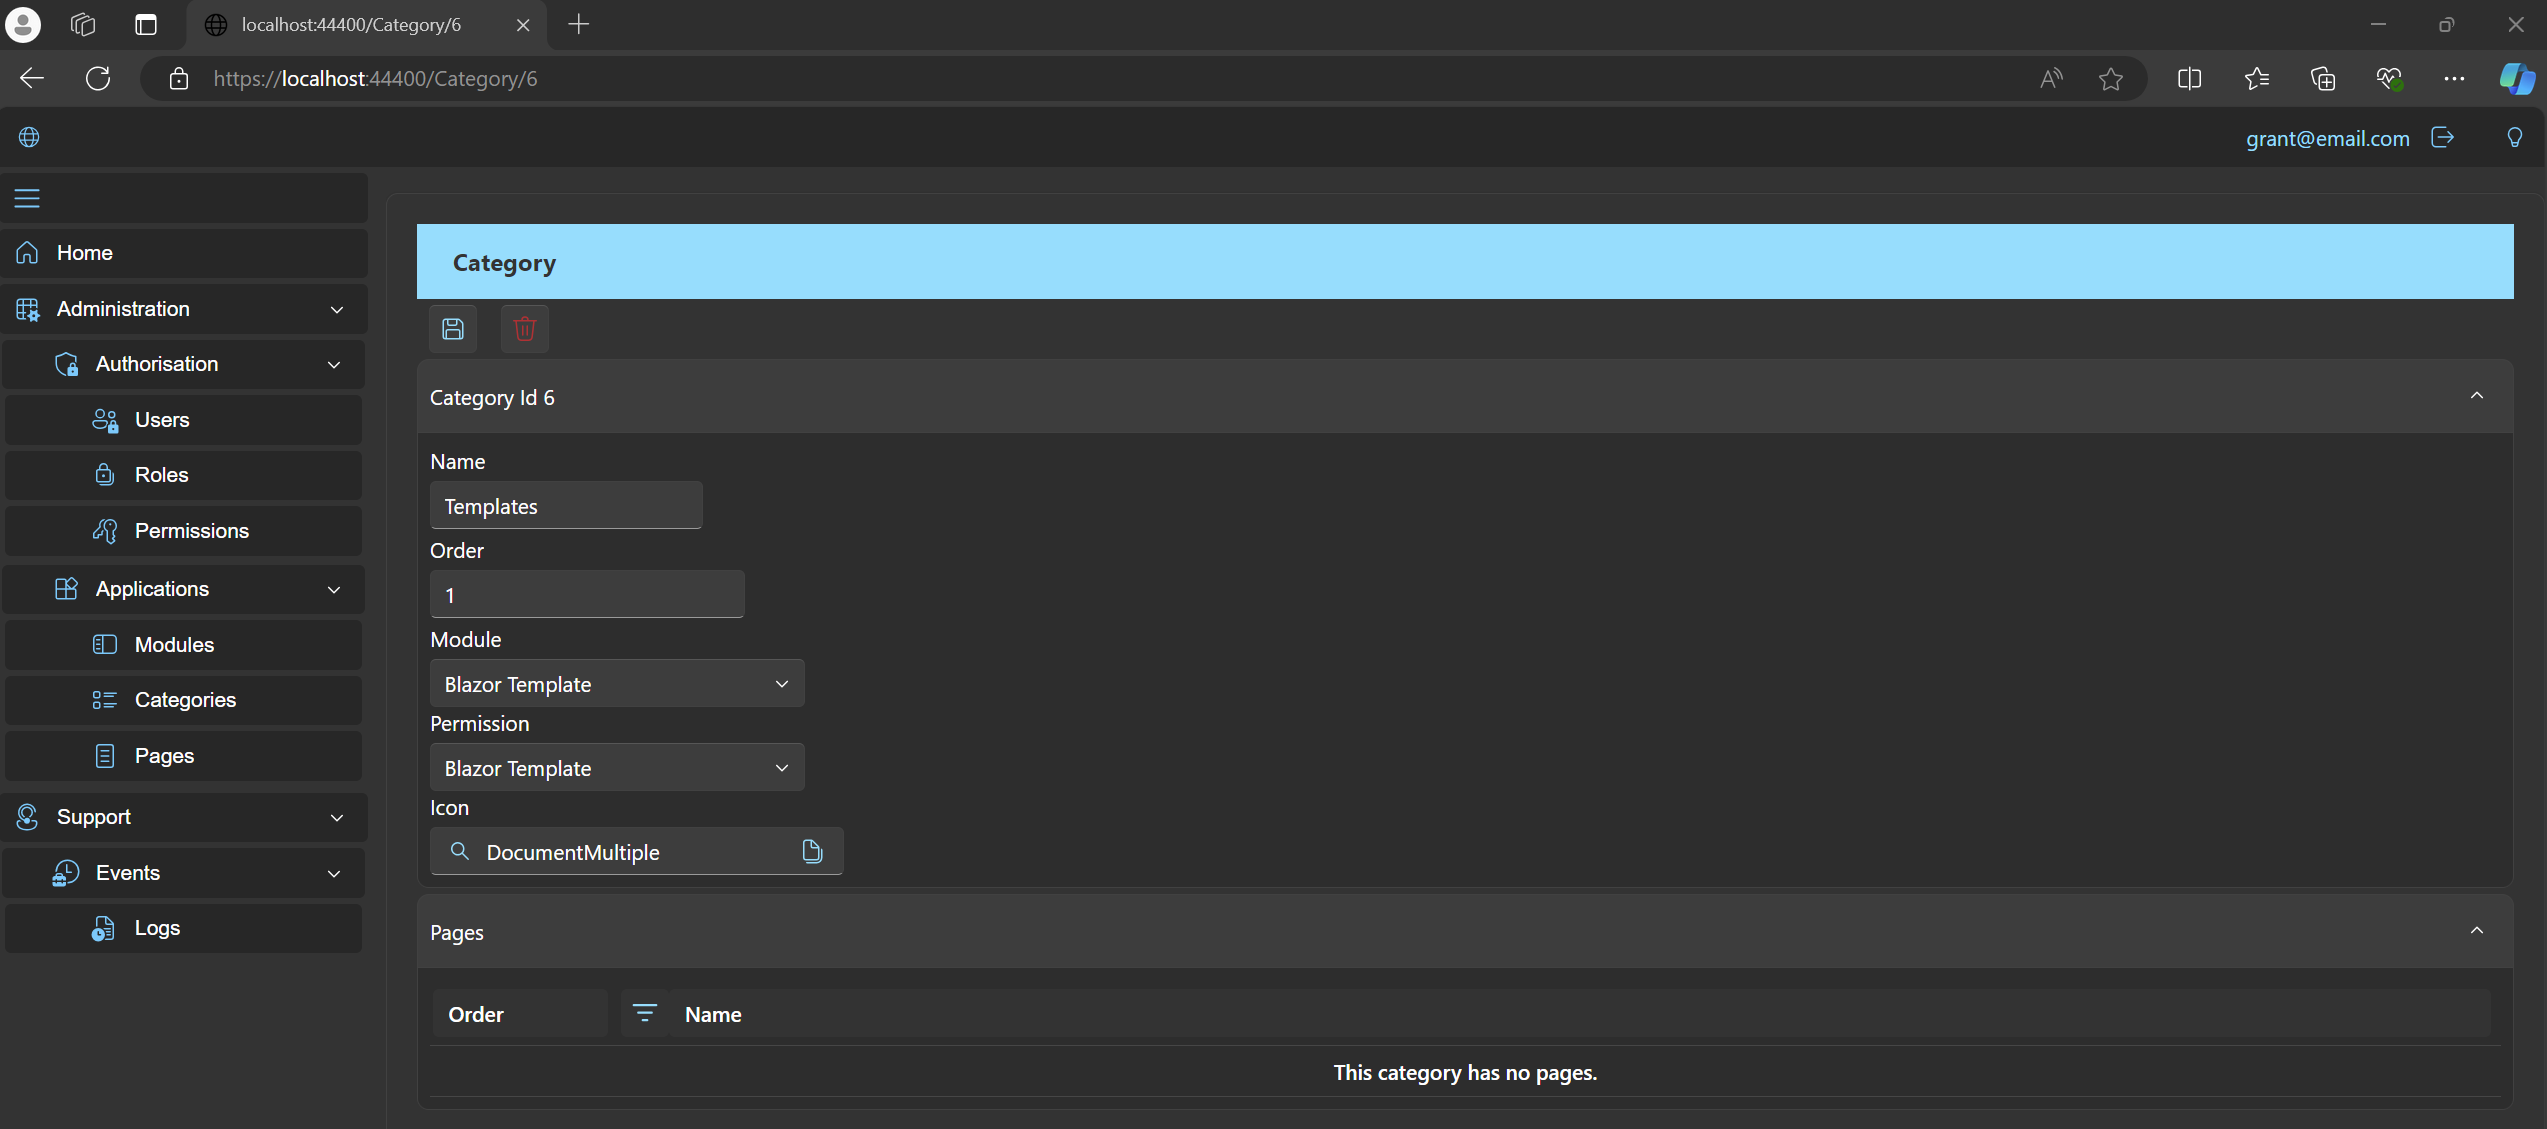 localhost:44400/Category/6
https://localhost:44400/Category/6
grant@email.com
Home
Administration
Authorisation
Users
Roles
Permissions
Applications
Modules
Categories
Pages
Support
Events
Logs
Category
Category Id 6
Name
Templates
Order
1
Module
Blazor Template
Permission
Blazor Template
Icon
DocumentMultiple
Pages
Order Name
This category has no pages.